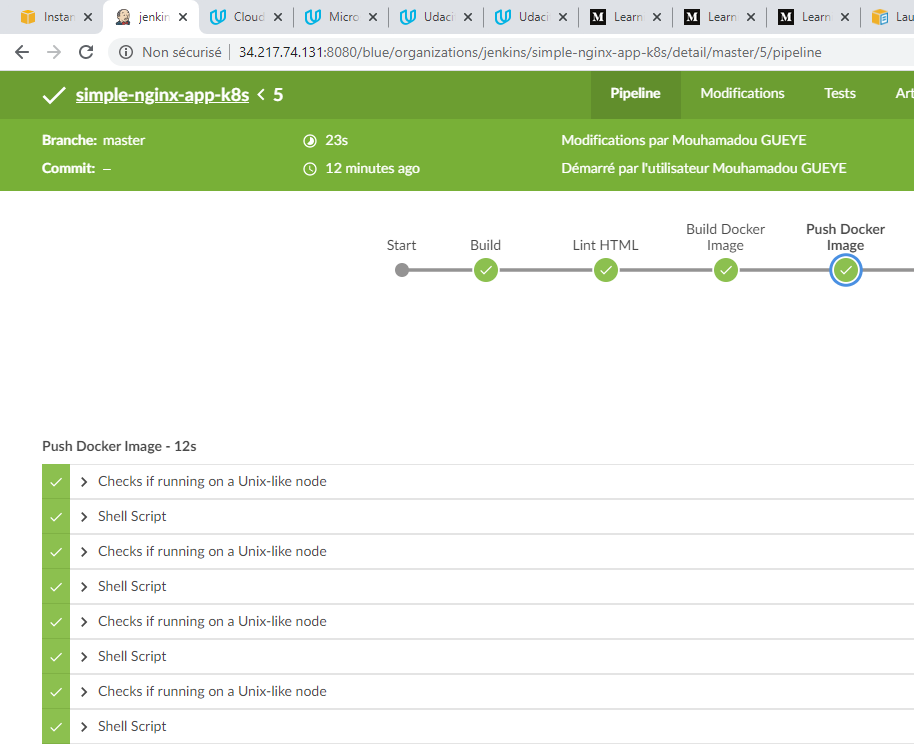 Instan jenkin Cloud Micro Udaci Udaci Learn Learn Learn Lau
Non sécurisé 34.217.74.131:8080/blue/organizations/jenkins/simple-nginx-app-k8s/detail/master/5/pipeline
simple-nginx-app-k8s < 5 Pipeline Modifications Tests Art
Branche: master 23s Modifications par Mouhamadou GUEYE
Commit: – 12 minutes ago Démarré par l'utilisateur Mouhamadou GUEYE
Start Build Lint HTML Build Docker Image Push Docker Image
Push Docker Image - 12s
Checks if running on a Unix-like node
Shell Script
Checks if running on a Unix-like node
Shell Script
Checks if running on a Unix-like node
Shell Script
Checks if running on a Unix-like node
Shell Script